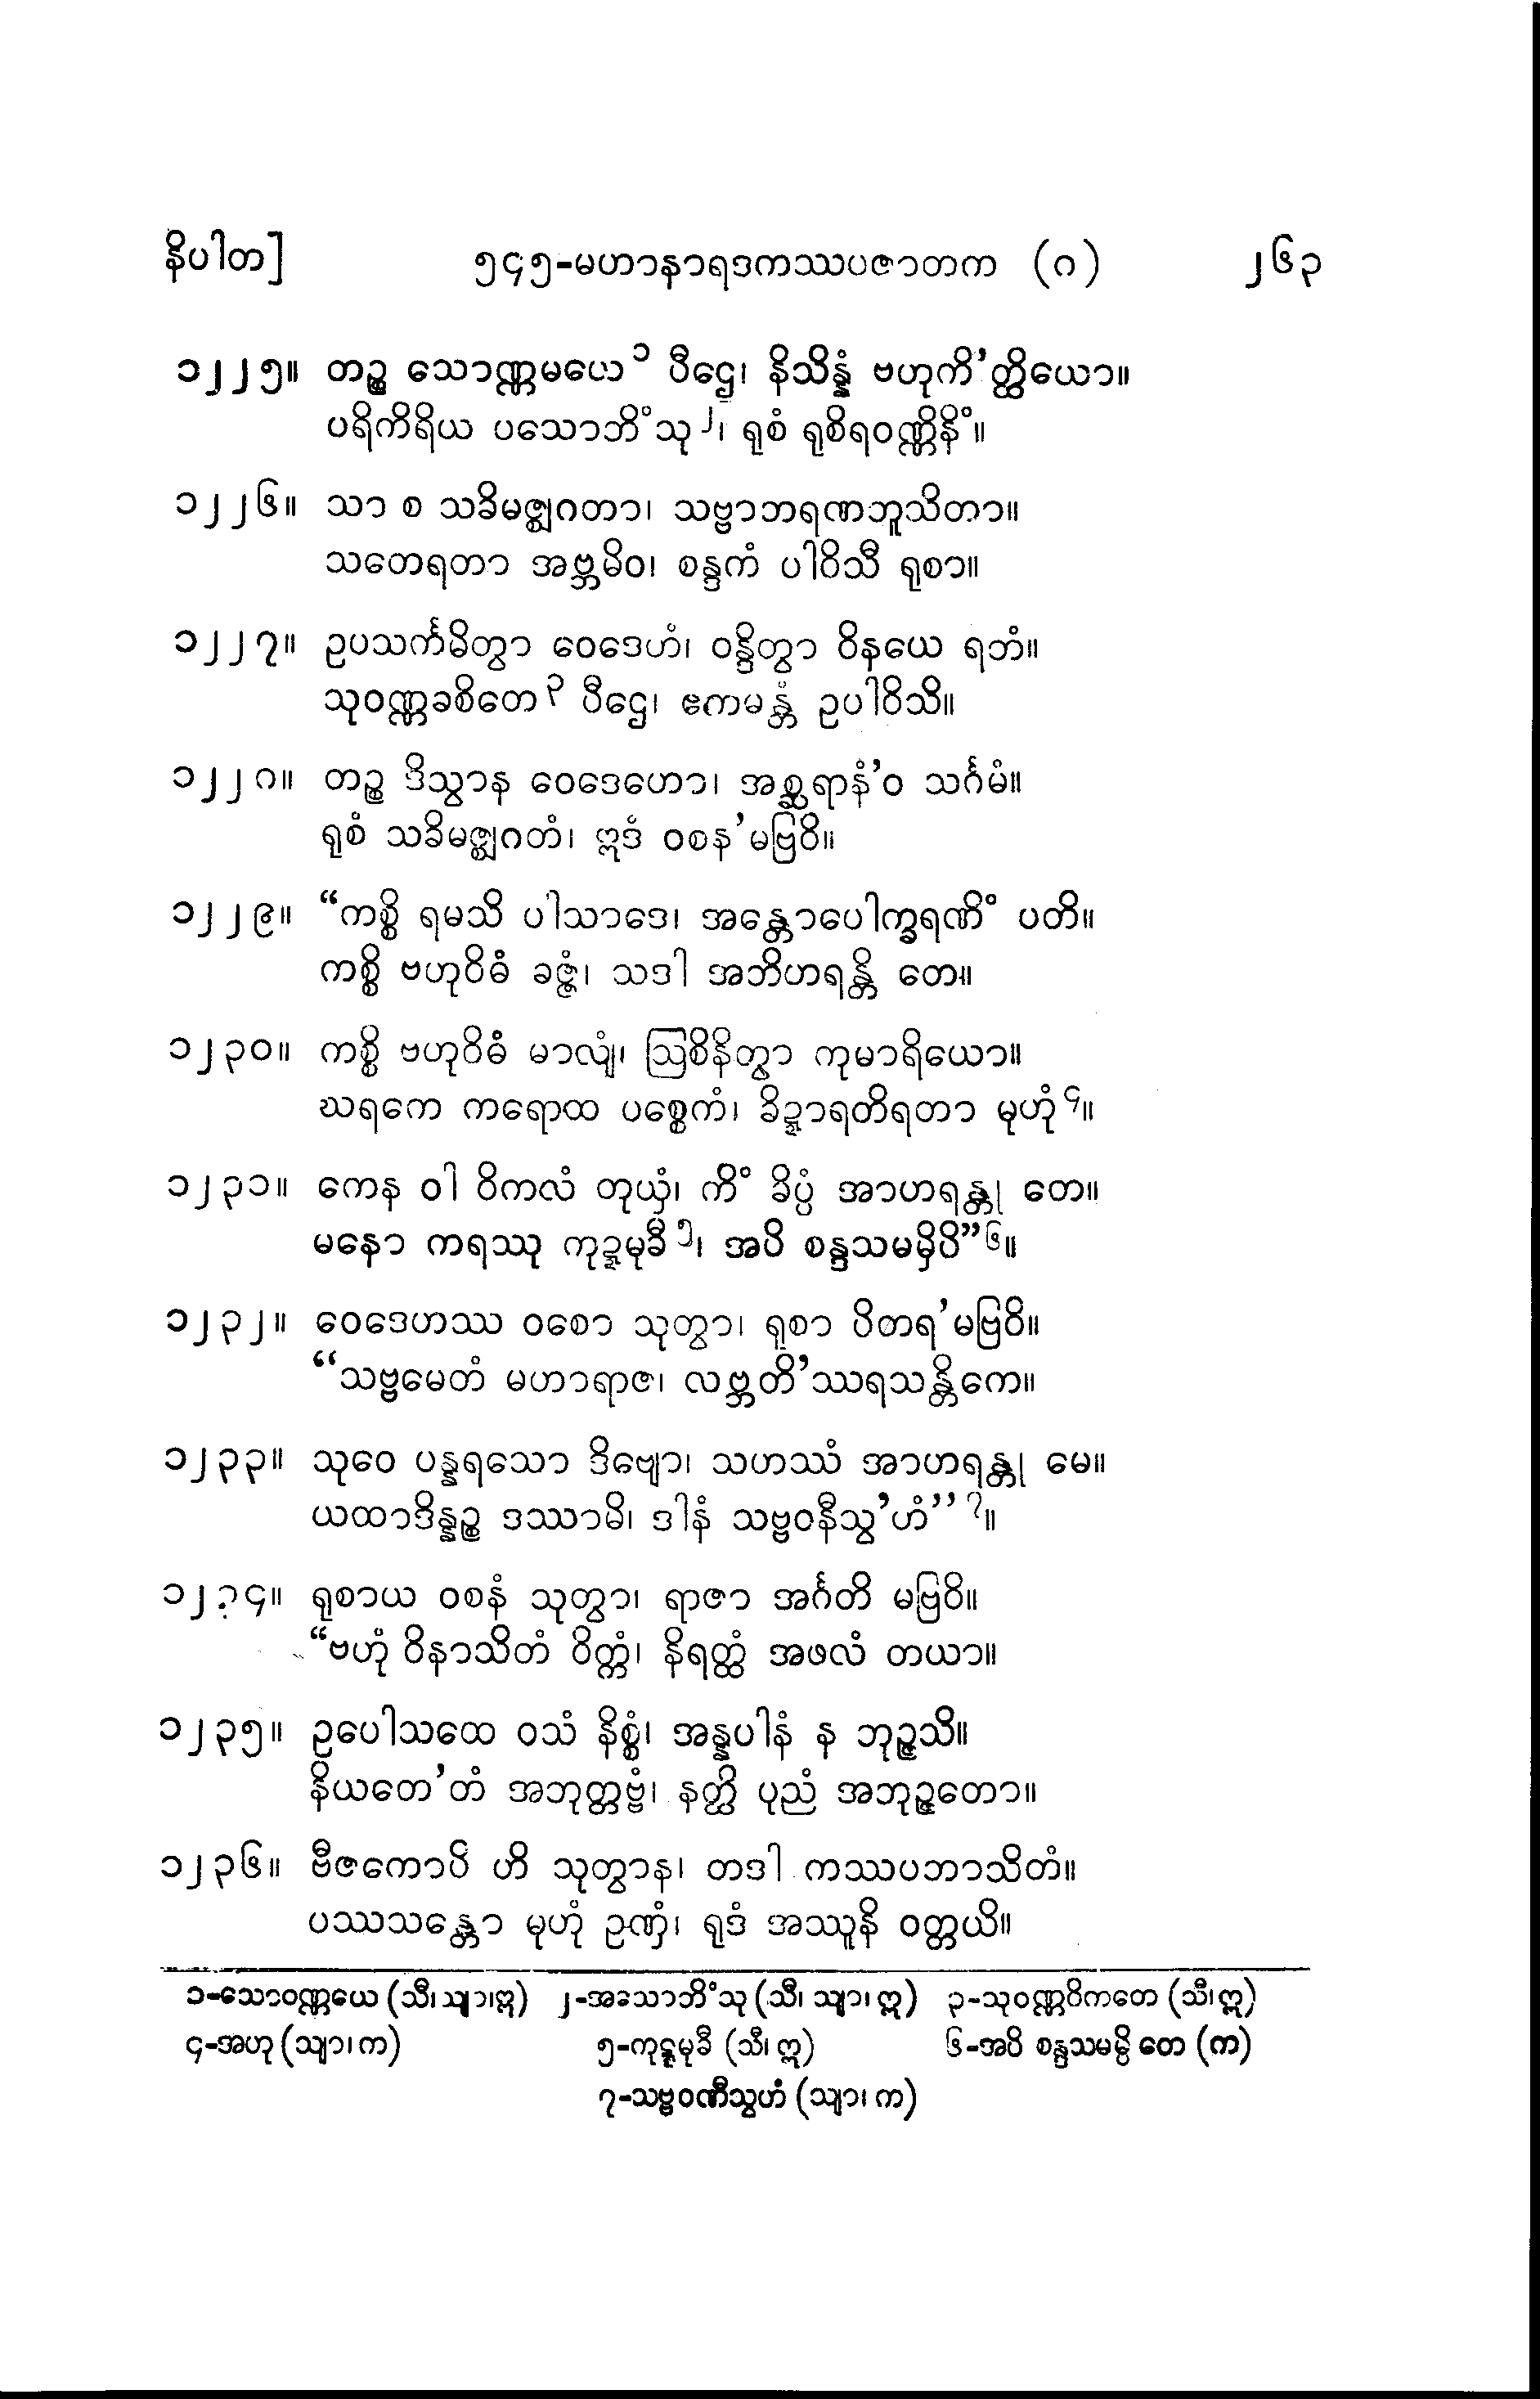 နိပါတ] ၅၄၅-မဟာနာရဒကဿပဇာတက (ဂ) ၂၆၃
၁၂၂၅။ တဉ္စ သောဏ္ဏမယေ၁ ပီဌေ၊ နိသိန္နံ ဗဟုကိ’တ္ထိယော။
ပရိကိရိယ ပသောဘိံသု၂၊ ရုစံ ရုစိရဝဏ္ဏိနိံ။
၁၂၂၆။ သာ စ သခိမဇ္ဈဂတာ၊ သဗ္ဗာဘရဏဘူသိတာ။
သတေရတာ အဗ္ဘမိဝ၊ စန္ဒကံ ပါဝိသီ ရုစာ။
၁၂၂၇။ ဥပသင်္ကမိတွာ ဝေဒေဟံ၊ ဝန္ဒိတွာ ဝိနယေ ရတံ။
သုဝဏ္ဏခစိတေ၃ ပီဌေ၊ ဧကမန္တံ ဥပါဝိသိ။
၁၂၂၈။ တဉ္စ ဒိသွာန ဝေဒေဟော၊ အစ္ဆရာနံ’ဝ သင်္ဂမံ။
ရုစံ သခိမဇ္ဈဂတံ၊ ဣဒံ ဝစန’မဗြဝိ။
၁၂၂၉။ “ကစ္စိ ရမသိ ပါသာဒေ၊ အန္တောပေါက္ခရဏိံ ပတိ။
ကစ္စိ ဗဟုဝိဓံ ခဇ္ဇံ၊ သဒါ အဘိဟရန္တိ တေ။
၁၂၃၀။ ကစ္စိ ဗဟုဝိဓံ မာလျံ၊ ဩစိနိတွာ ကုမာရိယော။
ဃရကေ ကရောထ ပစ္စေကံ၊ ခိဍ္ဍာရတိရတာ မုဟုံ၄။
၁၂၃၁။ ကေန ဝါ ဝိကလံ တုယှံ၊ ကိံ ခိပ္ပံ အာဟရန္တု တေ။
မနော ကရဿု ကုဍ္ဍမုခီ၅၊ အပိ စန္ဒသမမှိပိ”၆။
၁၂၃၂။ ဝေဒေဟဿ ဝစော သုတွာ၊ ရုစာ ပိတရ’မဗြဝိ။
“သဗ္ဗမေတံ မဟာရာဇ၊ လဗ္ဘတိ’ဿရသန္တိကေ။
၁၂၃၃။ သုဝေ ပန္နရသော ဒိဗျော၊ သဟဿံ အာဟရန္တု မေ။
ယထာဒိန္နဉ္စ ဒဿာမိ၊ ဒါနံ သဗ္ဗဝနီသွ’ဟံ”၇။
၁၂၃၄။ ရုစာယ ဝစနံ သုတွာ၊ ရာဇာ အင်္ဂတိ မဗြဝိ။
“ဗဟုံ ဝိနာသိတံ ဝိတ္တံ၊ နိရတ္ထံ အဖလံ တယာ။
၁၂၃၅။ ဥပေါသထေ ဝသံ နိစ္စံ၊ အန္နပါနံ န ဘုဉ္ဇသိ။
နိယတေ’တံ အဘုတ္တဗ္ဗံ၊ နတ္ထိ ပုညံ အဘုဉ္ဇတော။
၁၂၃၆။ ဗီဇကောပိ ဟိ သုတွာန၊ တဒါ ကဿပဘာသိတံ။
ပဿသန္တော မုဟုံ ဥဏှံ၊ ရုဒံ အဿူနိ ဝတ္တယိ။
၁-သောဝဏ္ဏယေ (သီ၊ သျာ၊ ဣ) ၂-အသောဘိံသု (သီ၊ သျာ၊ ဣ) ၃-သုဝဏ္ဏဝိကတေ (သီ၊ ဣ)
၄-အဟု (သျာ၊ က) ၅-ကုဋ္ဋမုခီ (သီ၊ ဣ) ၆-အပိ စန္ဒသမမ္ပိ တေ (က)
၇-သဗ္ဗဝဏီသွဟံ (သျာ၊ က)